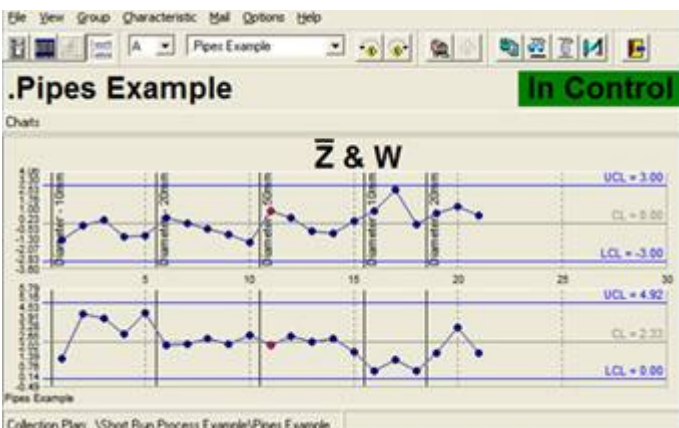 File View Group Characteristic Mail Options Help
A Pipes Example
.Pipes Example In Control
Charts
Z̅ & W
Diameter - 10mm
Diameter - 20mm
Diameter - 50mm
Diameter - 10mm
Diameter - 20mm
UCL = 3.00
CL = 0.00
LCL = -3.00
5 10 15 20 25 30
UCL = 4.92
CL = 2.33
LCL = 0.00
Pipes Example
Collection Plan: .\Short Run Process Example\Pipes Example